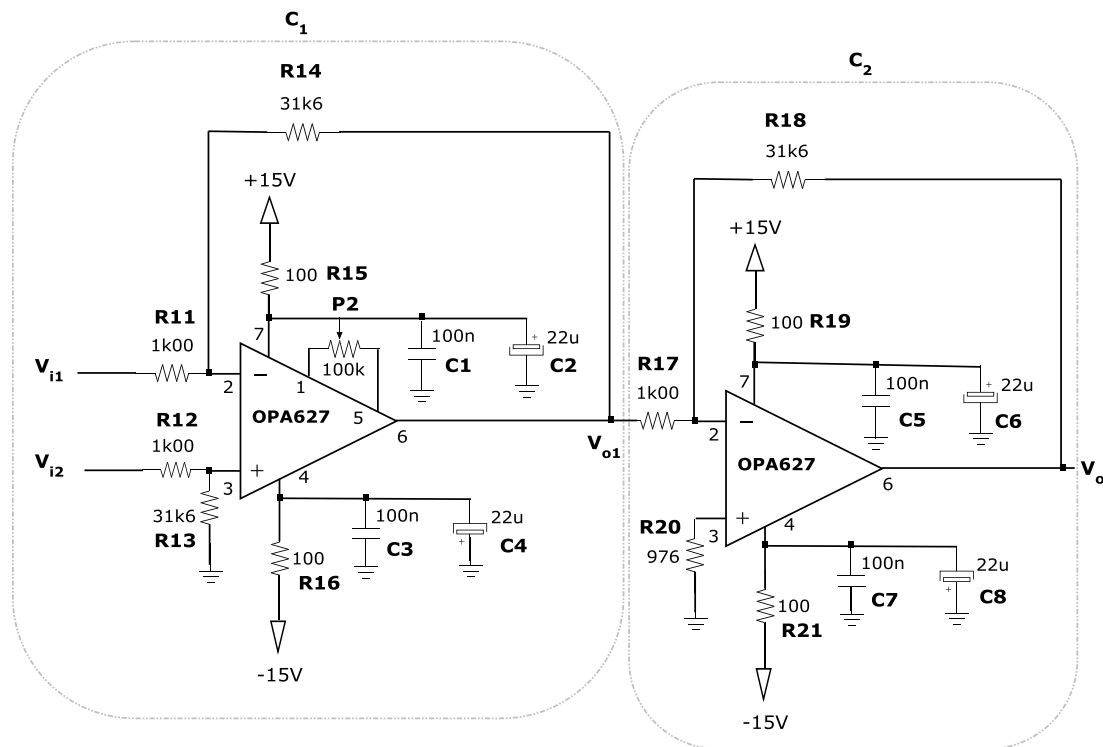 C1
R14
31k6
+15V
100 R15
P2
100k
R11
1k00
Vi1
R12
1k00
Vi2
31k6
R13
7
2
−
1
5
OPA627
6
+
3
4
100n
C1
22u
C2
100n
C3
22u
C4
100
R16
-15V
Vo1
C2
R18
31k6
+15V
100 R19
R17
1k00
7
2
−
OPA627
6
+
3
4
R20
976
100n
C5
22u
C6
100n
C7
22u
C8
100
R21
-15V
Vo